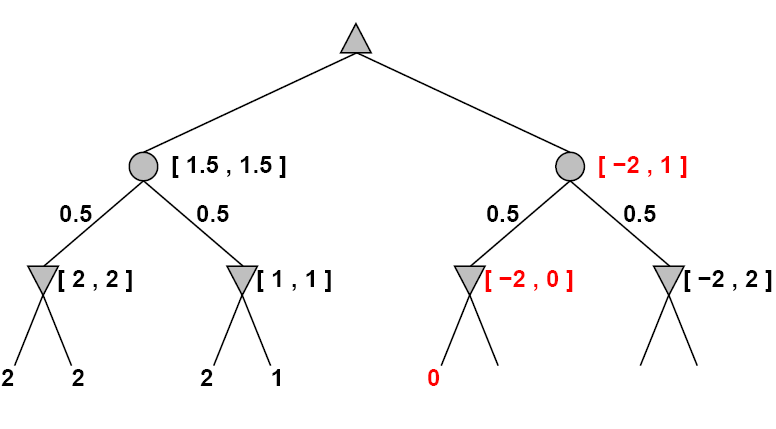 [ 1.5 , 1.5 ] [ −2 , 1 ]
0.5 0.5 0.5 0.5
[ 2 , 2 ] [ 1 , 1 ] [ −2 , 0 ] [ −2 , 2 ]
2 2 2 1 0